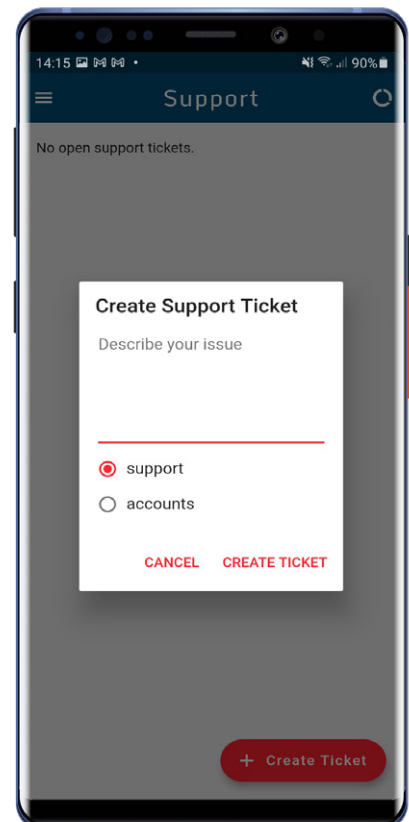 14:15 90%
Support
No open support tickets.
Create Support Ticket
Describe your issue
support
accounts
CANCEL CREATE TICKET
+ Create Ticket